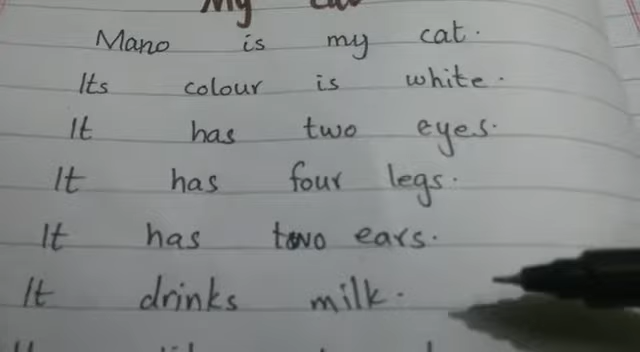 My
Mano is my cat.
Its colour is white.
It has two eyes.
It has four legs.
It has two ears.
It drinks milk.